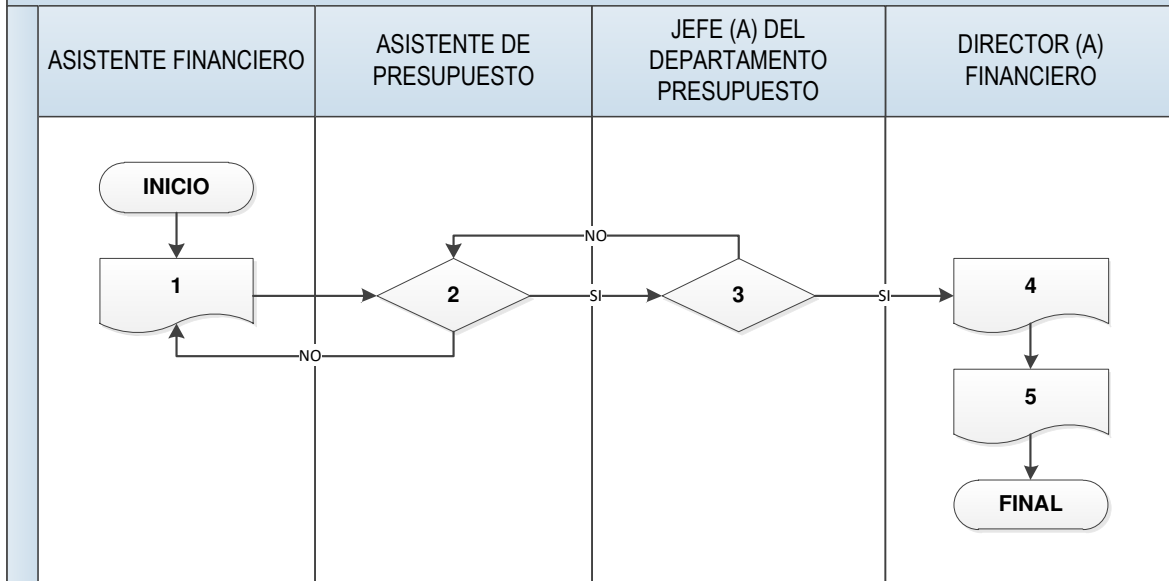 ASISTENTE FINANCIERO
ASISTENTE DE
PRESUPUESTO
JEFE (A) DEL
DEPARTAMENTO
PRESUPUESTO
DIRECTOR (A)
FINANCIERO
INICIO
NO
1
2
SI
3
SI
4
NO
5
FINAL